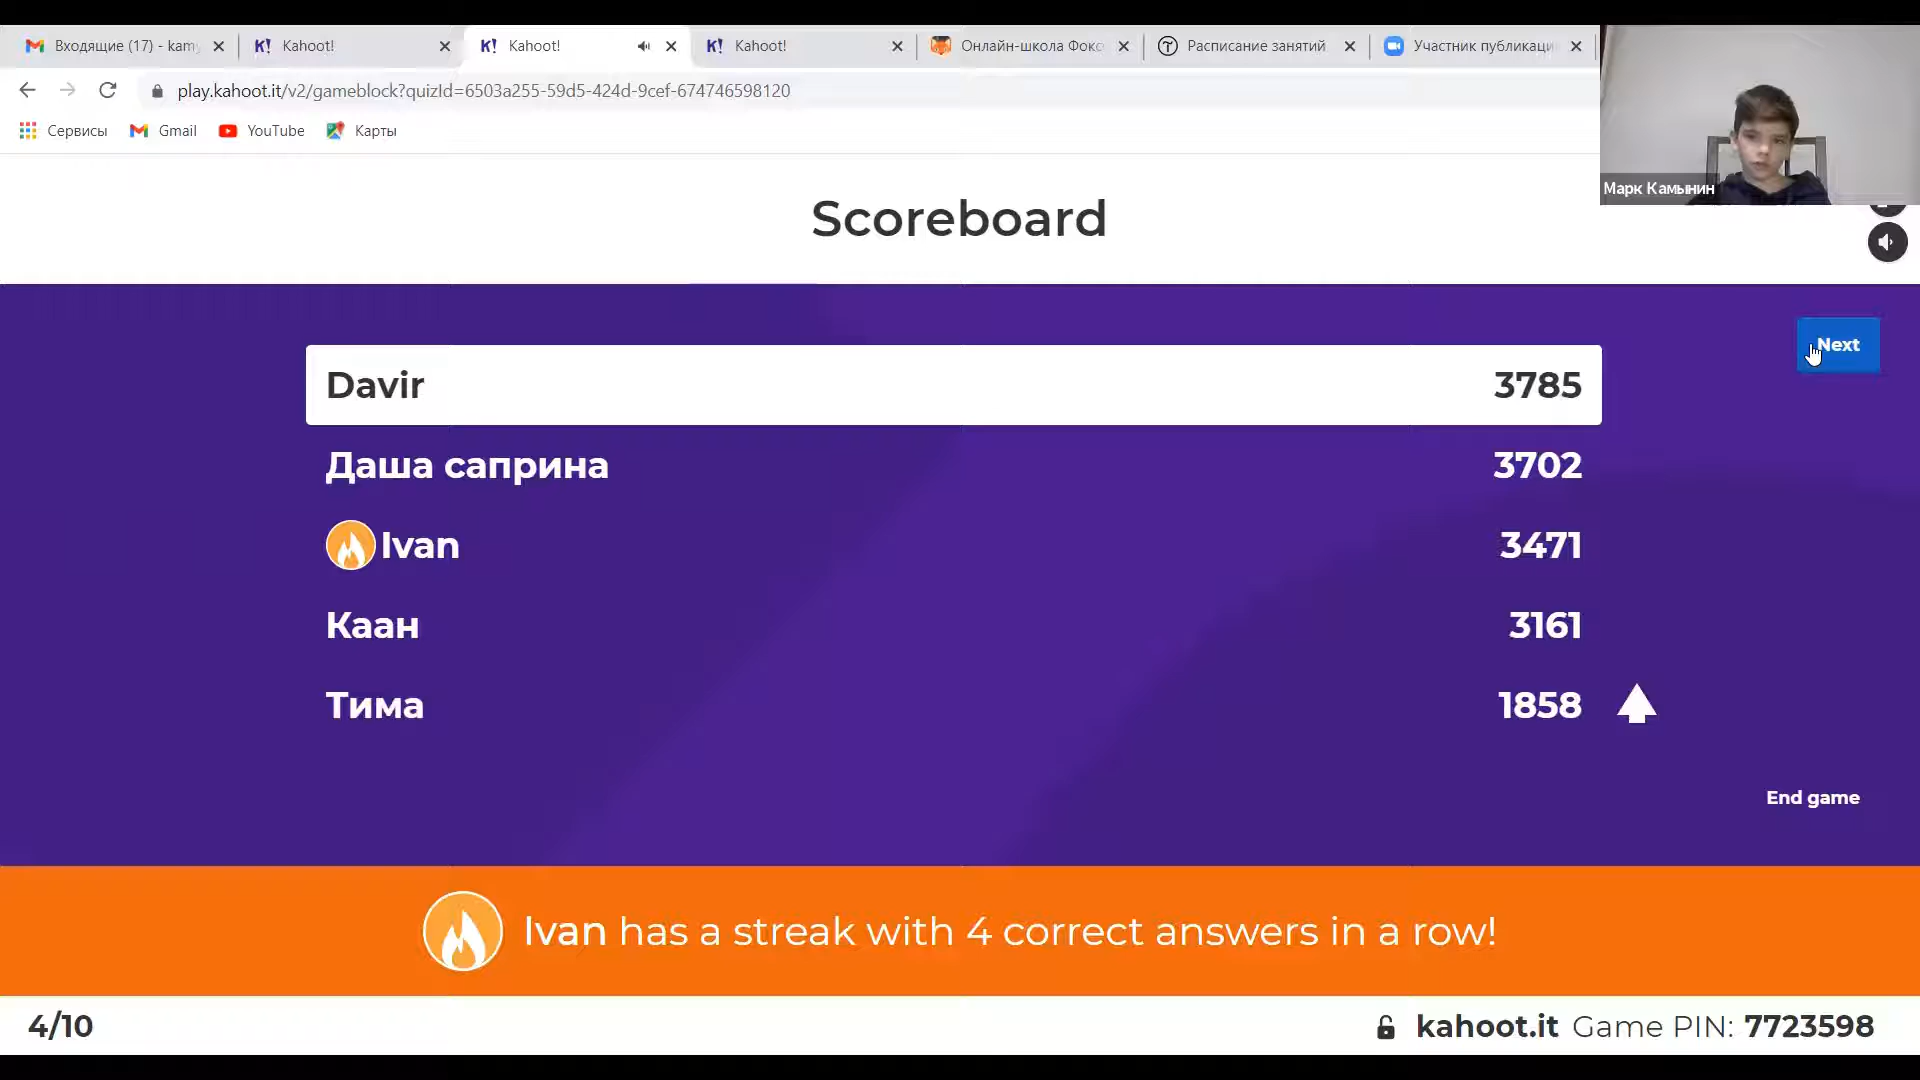 Входящие (17) - kamy
Kahoot!
Kahoot!
Kahoot!
Онлайн-школа Фоко
Расписание занятий
Участник публикаци
play.kahoot.it/v2/gameblock?quizId=6503a255-59d5-424d-9cef-674746598120
Сервисы
Gmail
YouTube
Карты
Марк Камынин
Scoreboard
Next
Davir 3785
Даша саприна 3702
Ivan 3471
Каан 3161
Тима 1858
End game
Ivan has a streak with 4 correct answers in a row!
4/10
kahoot.it Game PIN: 7723598